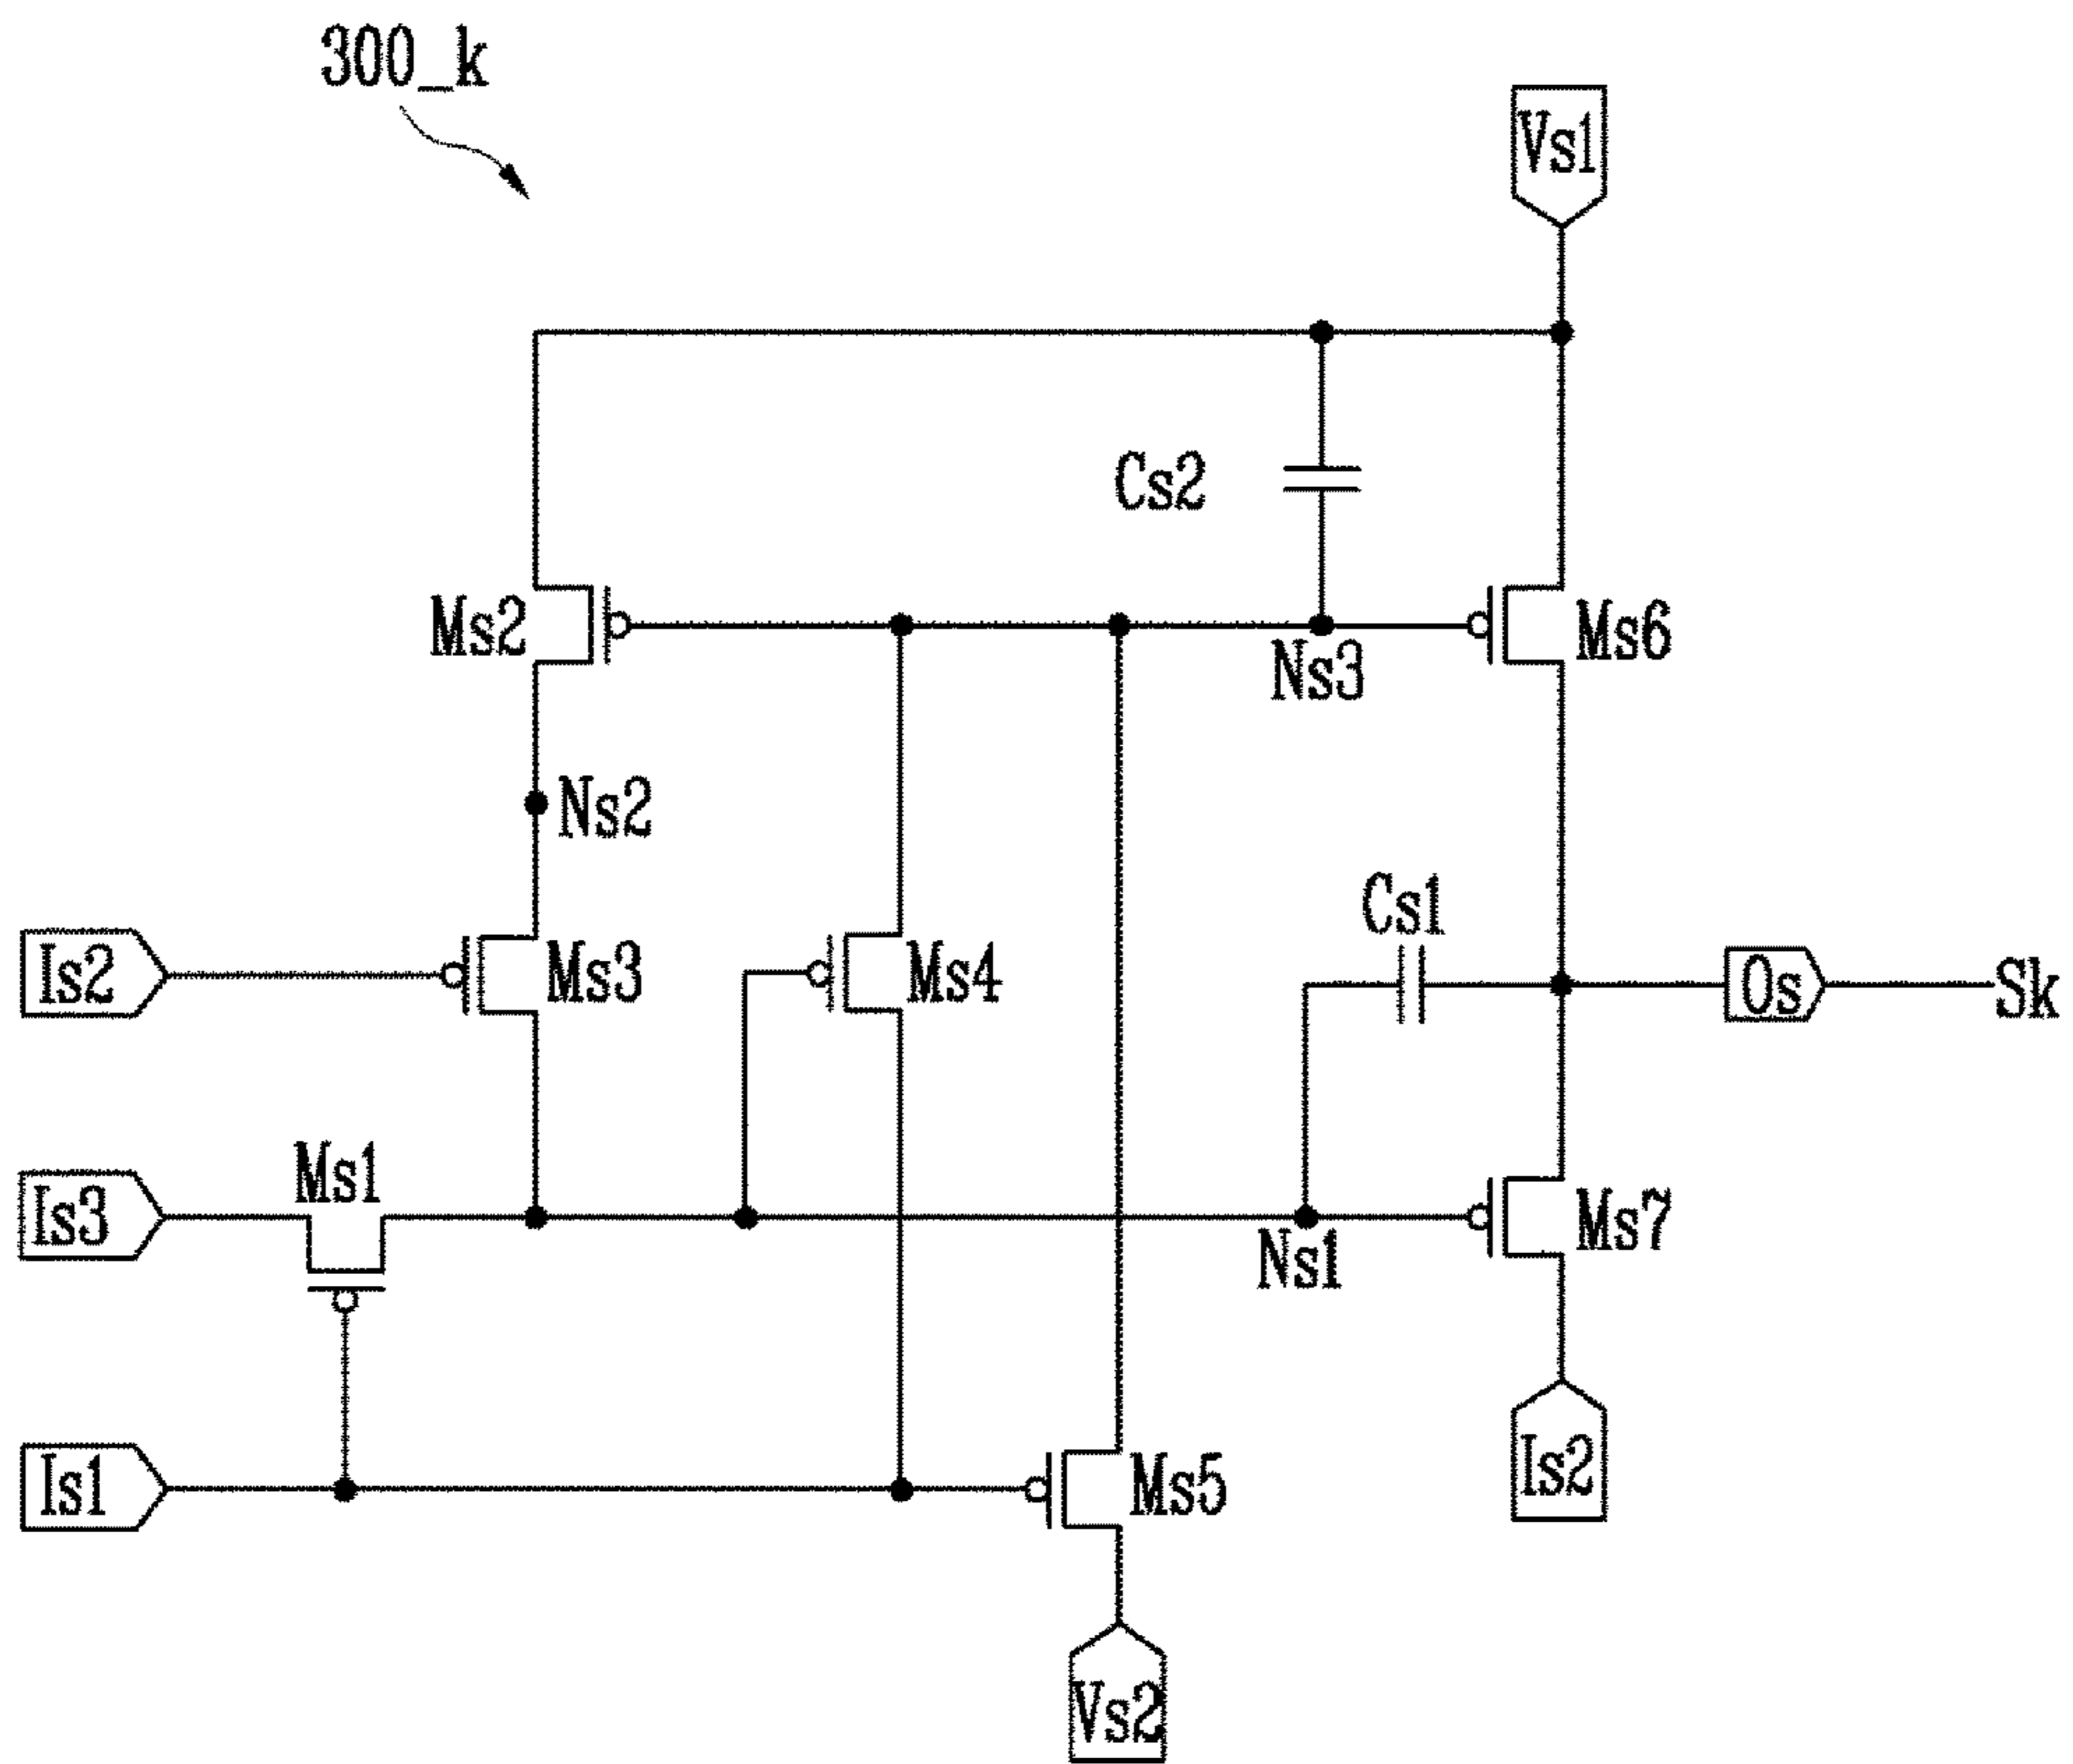 300_k
Vs1
Cs2
Ms2
Ms6
Ns3
Ns2
Cs1
Is2
Ms3
Ms4
Os
Sk
Ms1
Is3
Ms7
Ns1
Is1
Ms5
Is2
Vs2